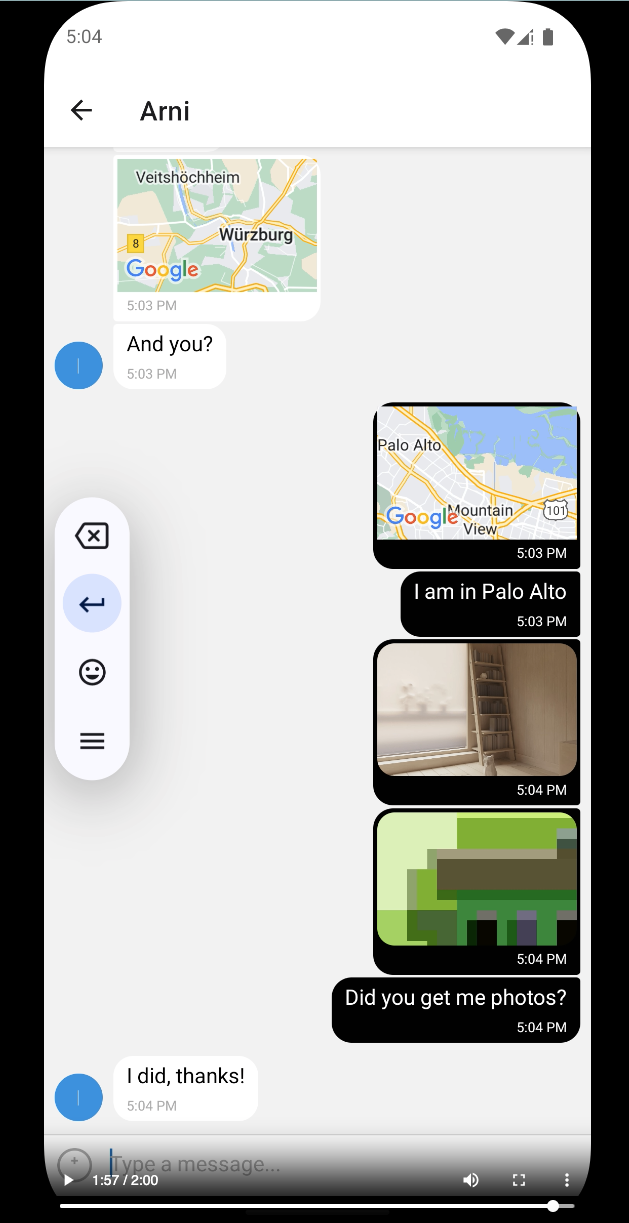 5:04
Arni
Veitshöchheim
Würzburg
8
Google
5:03 PM
And you?
5:03 PM
Palo Alto
101
Google
Mountain
View
5:03 PM
I am in Palo Alto
5:03 PM
5:04 PM
5:04 PM
Did you get me photos?
5:04 PM
I did, thanks!
5:04 PM
Type a message...
1:57 / 2:00